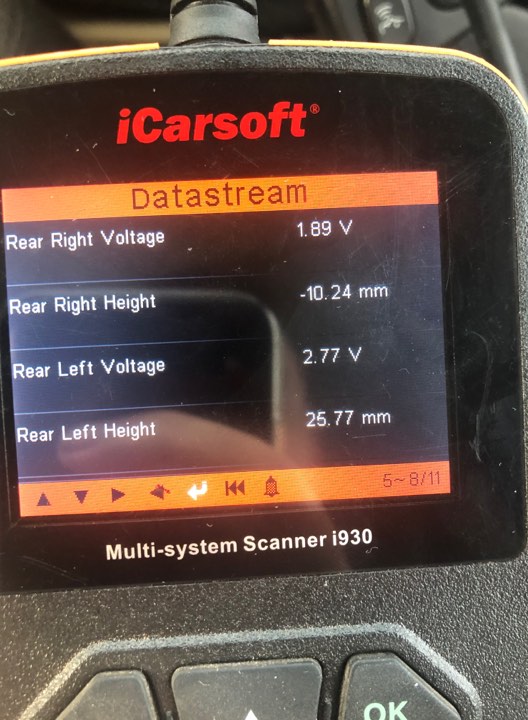 iCarsoft®
Datastream
Rear Right Voltage 1.89 V
Rear Right Height -10.24 mm
Rear Left Voltage 2.77 V
Rear Left Height 25.77 mm
5~8/11
Multi-system Scanner i930
OK